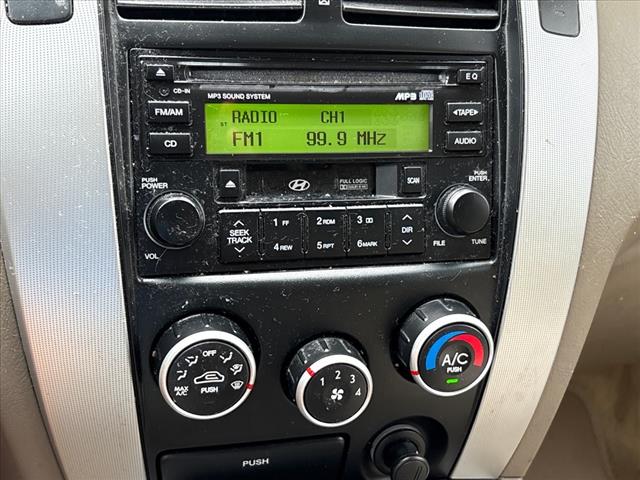 EQ
MP3 SOUND SYSTEM
MP3
CD-IN
FM/AM
CD
ST RADIO CH1
FM1 99.9 MHz
TAPE
AUDIO
PUSH POWER
VOL
FULL LOGIC
SCAN
PUSH ENTER
SEEK TRACK
1 FF
2 RDM
3
4 REW
5 RPT
6 MARK
DIR
FILE
TUNE
OFF
MAX A/C
PUSH
1 2 3 4
A/C
PUSH
PUSH